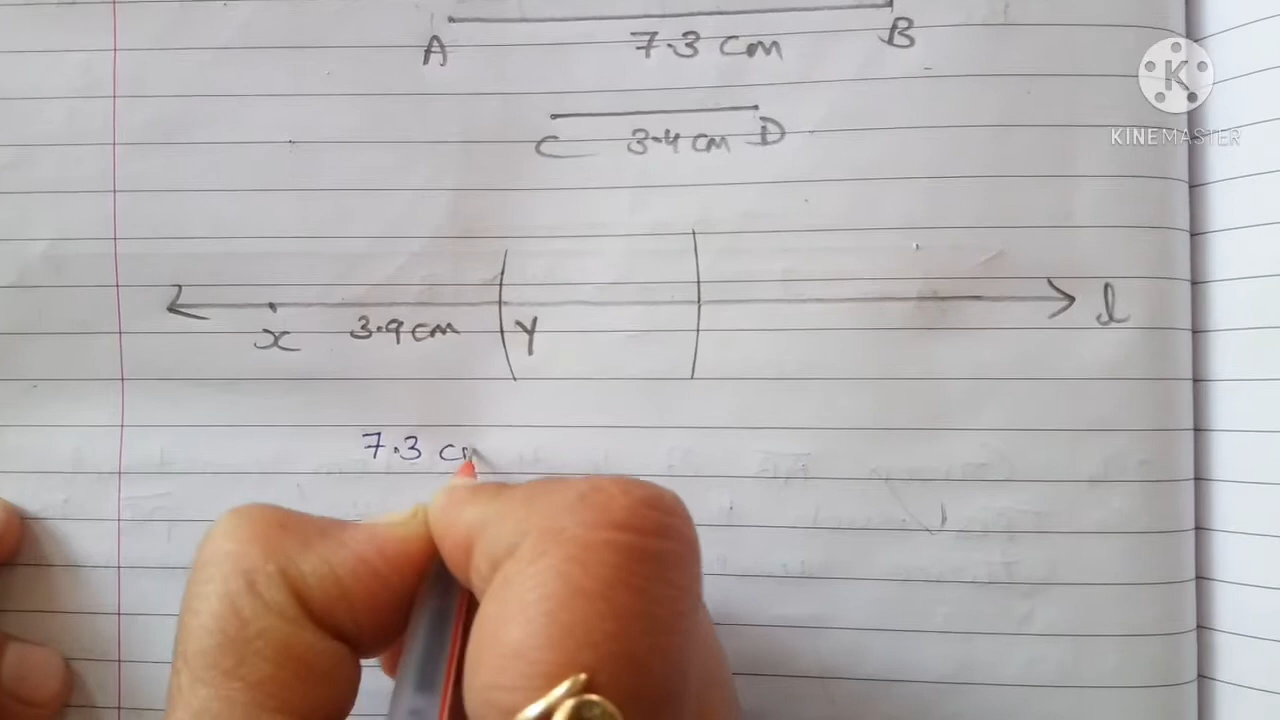 A 7.3 cm B
C 3.4 cm D
K
KINEMASTER
x 3.9 cm Y l
7.3 c